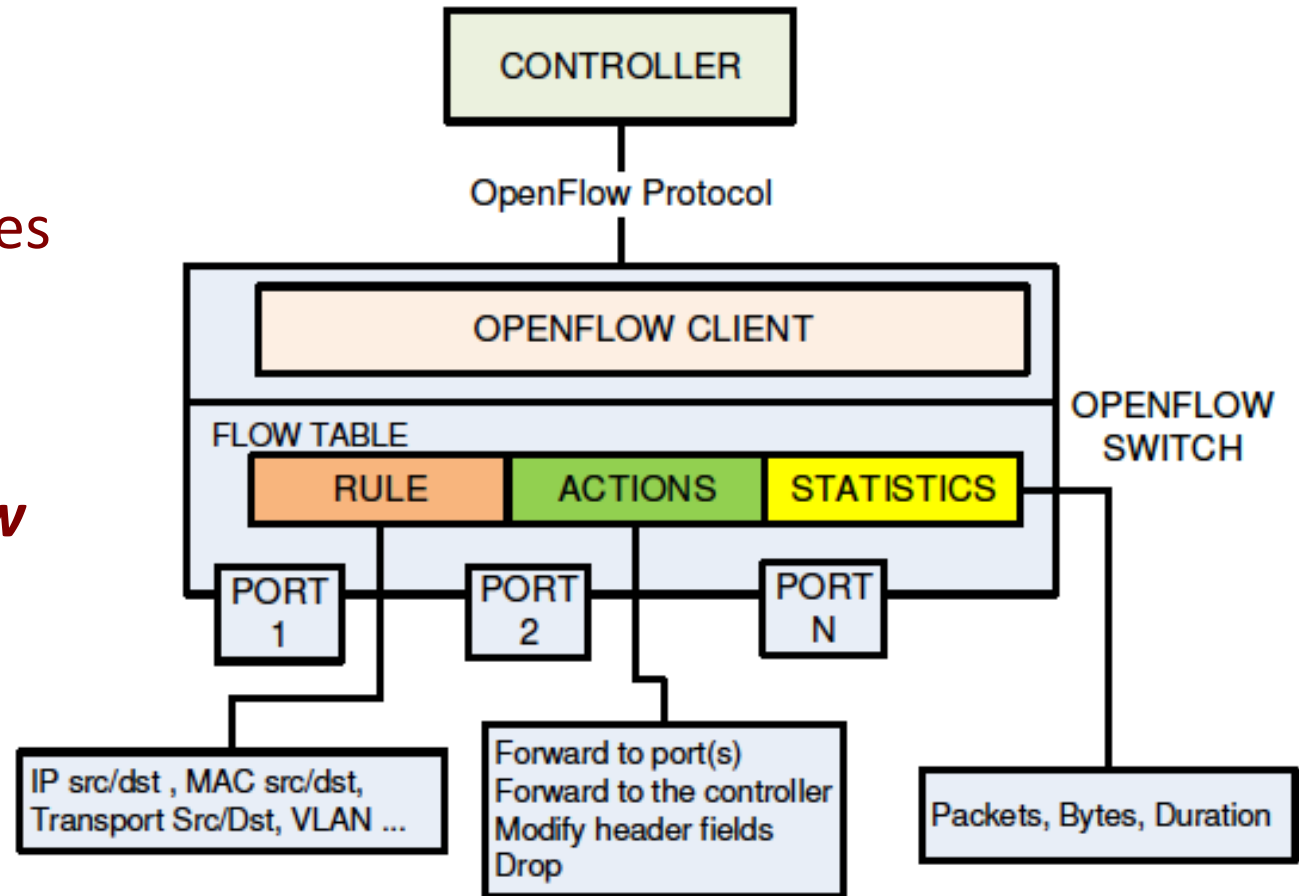 CONTROLLER
OpenFlow Protocol
es
OPENFLOW CLIENT
OPENFLOW
SWITCH
FLOW TABLE
RULE
ACTIONS
STATISTICS
w
PORT
1
PORT
2
PORT
N
IP src/dst , MAC src/dst,
Transport Src/Dst, VLAN ...
Forward to port(s)
Forward to the controller
Modify header fields
Drop
Packets, Bytes, Duration